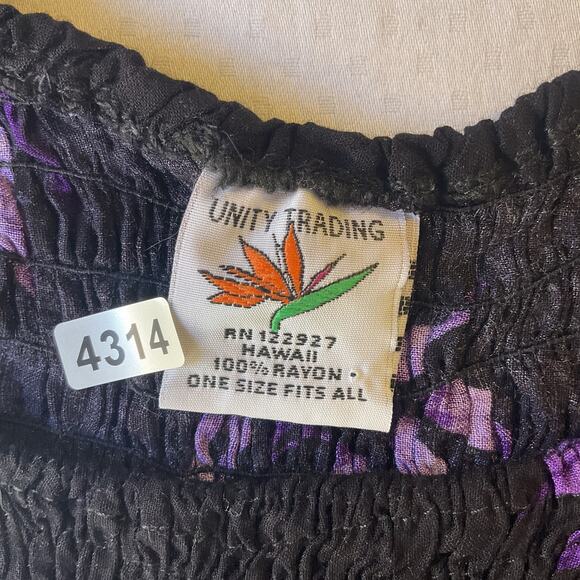 UNITY TRADING
4314
RN 122927
HAWAII
100% RAYON
ONE SIZE FITS ALL